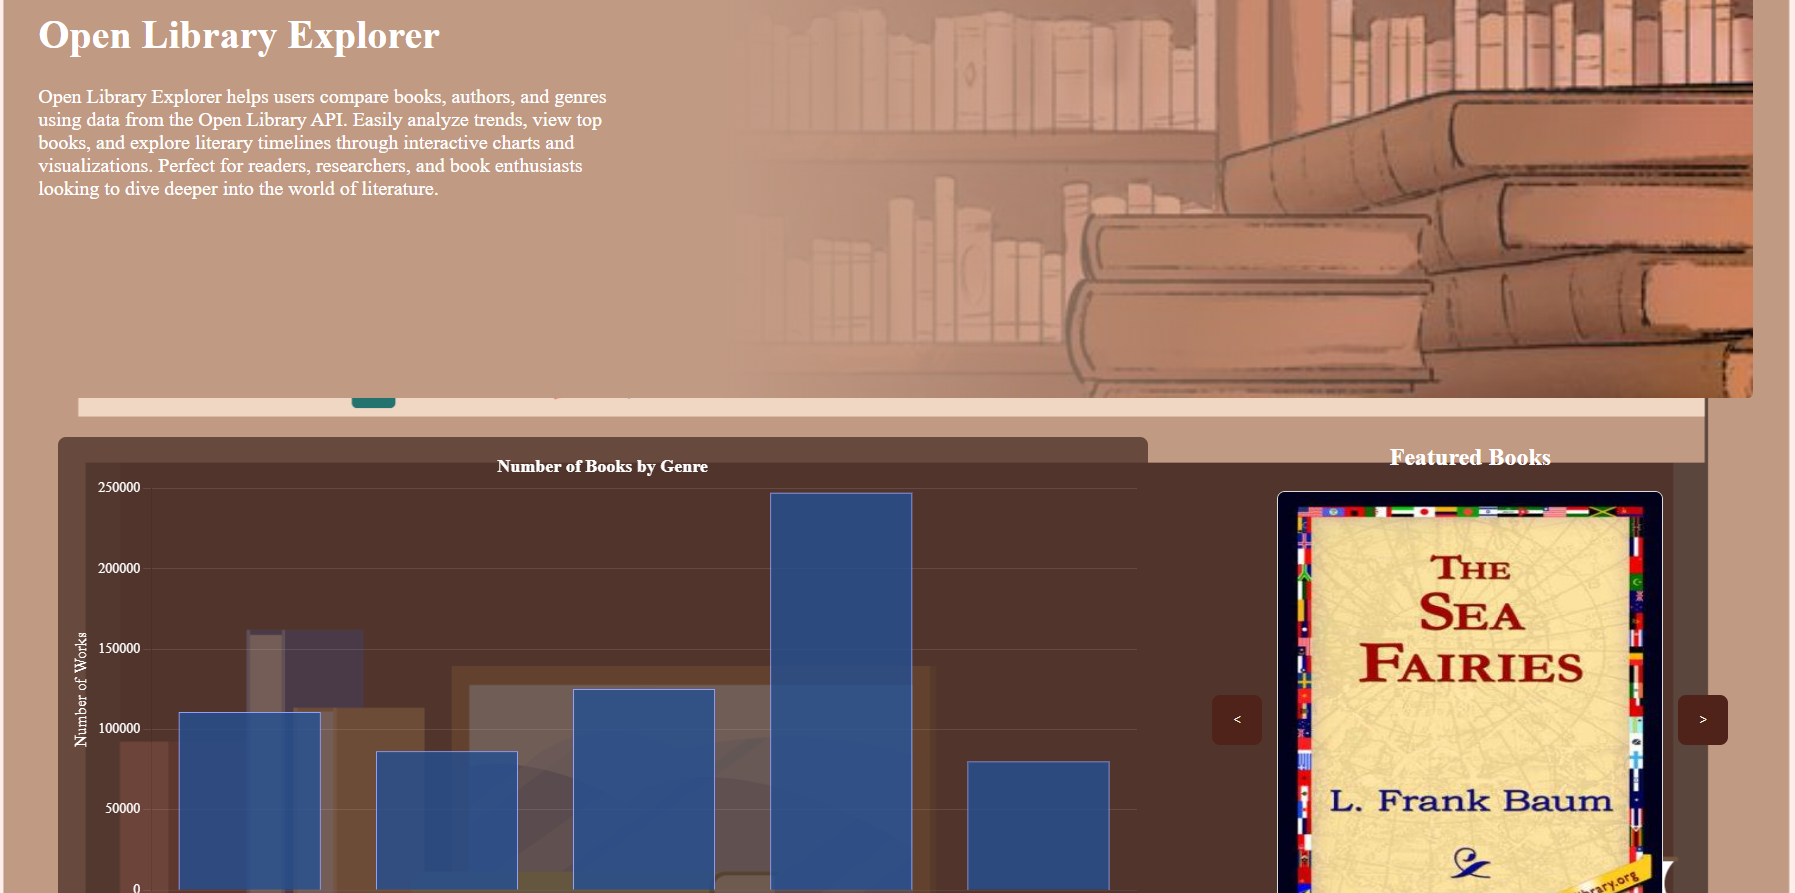 Open Library Explorer
Open Library Explorer helps users compare books, authors, and genres
using data from the Open Library API. Easily analyze trends, view top
books, and explore literary timelines through interactive charts and
visualizations. Perfect for readers, researchers, and book enthusiasts
looking to dive deeper into the world of literature.
Number of Books by Genre
250000
200000
150000
100000
50000
0
Number of Works
Featured Books
THE
SEA
FAIRIES
L. Frank Baum
<
>